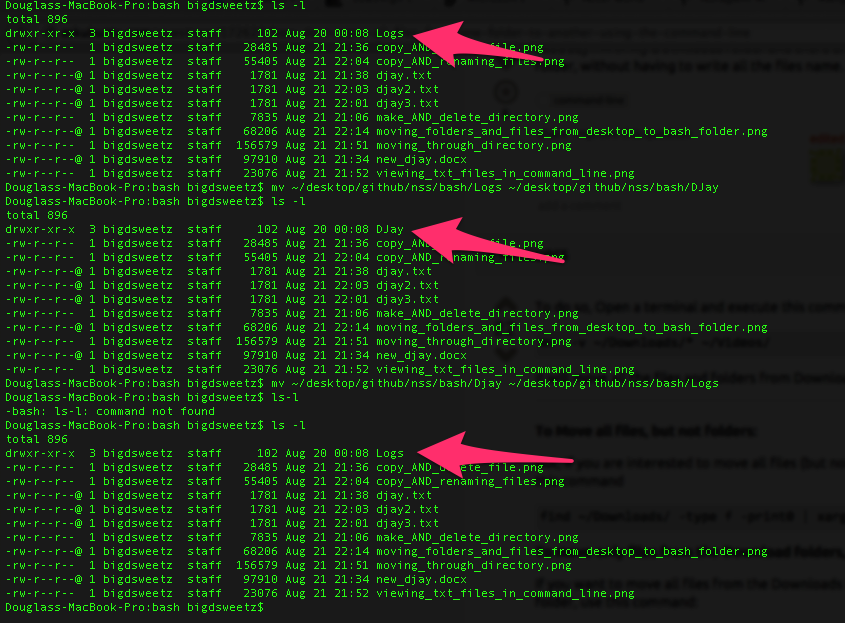 Douglass-MacBook-Pro:bash bigdsweetz$ ls -l
total 896
drwxr-xr-x  3 bigdsweetz  staff     102 Aug 20 00:08 Logs
-rw-r--r--  1 bigdsweetz  staff   28485 Aug 21 21:36 copy_AND_ file.png
-rw-r--r--  1 bigdsweetz  staff   55405 Aug 21 22:04 copy_AND_renaming_files.png
-rw-r--r--@ 1 bigdsweetz  staff    1781 Aug 21 21:38 djay.txt
-rw-r--r--@ 1 bigdsweetz  staff    1781 Aug 21 22:03 djay2.txt
-rw-r--r--@ 1 bigdsweetz  staff    1781 Aug 21 22:01 djay3.txt
-rw-r--r--  1 bigdsweetz  staff    7835 Aug 21 21:06 make_AND_delete_directory.png
-rw-r--r--@ 1 bigdsweetz  staff   68206 Aug 21 22:14 moving_folders_and_files_from_desktop_to_bash_folder.png
-rw-r--r--  1 bigdsweetz  staff  156579 Aug 21 21:51 moving_through_directory.png
-rw-r--r--@ 1 bigdsweetz  staff   97910 Aug 21 21:34 new_djay.docx
-rw-r--r--  1 bigdsweetz  staff   23076 Aug 21 21:52 viewing_txt_files_in_command_line.png
Douglass-MacBook-Pro:bash bigdsweetz$ mv ~/desktop/github/nss/bash/Logs ~/desktop/github/nss/bash/DJay
Douglass-MacBook-Pro:bash bigdsweetz$ ls -l
total 896
drwxr-xr-x  3 bigdsweetz  staff     102 Aug 20 00:08 DJay
-rw-r--r--  1 bigdsweetz  staff   28485 Aug 21 21:36 copy_AND_ file.png
-rw-r--r--  1 bigdsweetz  staff   55405 Aug 21 22:04 copy_AND_renaming_files.png
-rw-r--r--@ 1 bigdsweetz  staff    1781 Aug 21 21:38 djay.txt
-rw-r--r--@ 1 bigdsweetz  staff    1781 Aug 21 22:03 djay2.txt
-rw-r--r--@ 1 bigdsweetz  staff    1781 Aug 21 22:01 djay3.txt
-rw-r--r--  1 bigdsweetz  staff    7835 Aug 21 21:06 make_AND_delete_directory.png
-rw-r--r--@ 1 bigdsweetz  staff   68206 Aug 21 22:14 moving_folders_and_files_from_desktop_to_bash_folder.png
-rw-r--r--  1 bigdsweetz  staff  156579 Aug 21 21:51 moving_through_directory.png
-rw-r--r--@ 1 bigdsweetz  staff   97910 Aug 21 21:34 new_djay.docx
-rw-r--r--  1 bigdsweetz  staff   23076 Aug 21 21:52 viewing_txt_files_in_command_line.png
Douglass-MacBook-Pro:bash bigdsweetz$ mv ~/desktop/github/nss/bash/Djay ~/desktop/github/nss/bash/Logs
Douglass-MacBook-Pro:bash bigdsweetz$ ls-l
-bash: ls-l: command not found
Douglass-MacBook-Pro:bash bigdsweetz$ ls -l
total 896
drwxr-xr-x  3 bigdsweetz  staff     102 Aug 20 00:08 Logs
-rw-r--r--  1 bigdsweetz  staff   28485 Aug 21 21:36 copy_AND_delete_file.png
-rw-r--r--  1 bigdsweetz  staff   55405 Aug 21 22:04 copy_AND_renaming_files.png
-rw-r--r--@ 1 bigdsweetz  staff    1781 Aug 21 21:38 djay.txt
-rw-r--r--@ 1 bigdsweetz  staff    1781 Aug 21 22:03 djay2.txt
-rw-r--r--@ 1 bigdsweetz  staff    1781 Aug 21 22:01 djay3.txt
-rw-r--r--  1 bigdsweetz  staff    7835 Aug 21 21:06 make_AND_delete_directory.png
-rw-r--r--@ 1 bigdsweetz  staff   68206 Aug 21 22:14 moving_folders_and_files_from_desktop_to_bash_folder.png
-rw-r--r--  1 bigdsweetz  staff  156579 Aug 21 21:51 moving_through_directory.png
-rw-r--r--@ 1 bigdsweetz  staff   97910 Aug 21 21:34 new_djay.docx
-rw-r--r--  1 bigdsweetz  staff   23076 Aug 21 21:52 viewing_txt_files_in_command_line.png
Douglass-MacBook-Pro:bash bigdsweetz$